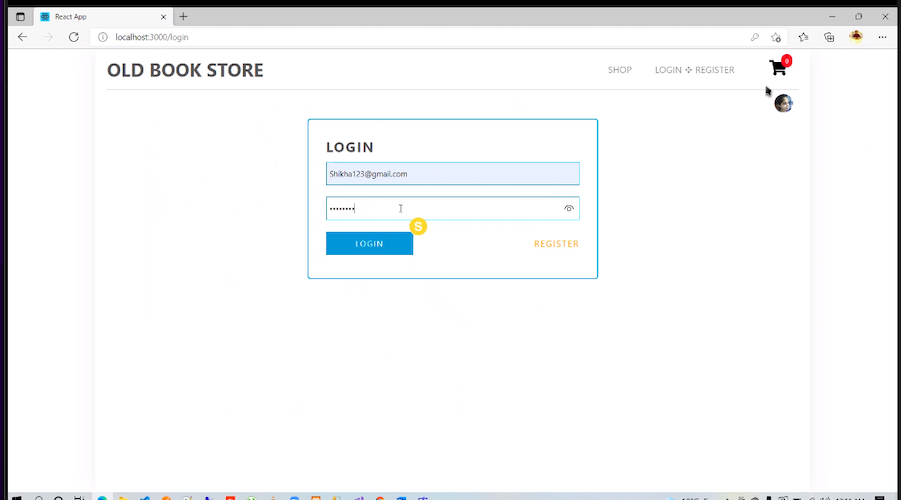 React App
localhost:3000/login
OLD BOOK STORE
SHOP
LOGIN ✣ REGISTER
0
LOGIN
Shikha123@gmail.com
••••••••
S
LOGIN
REGISTER